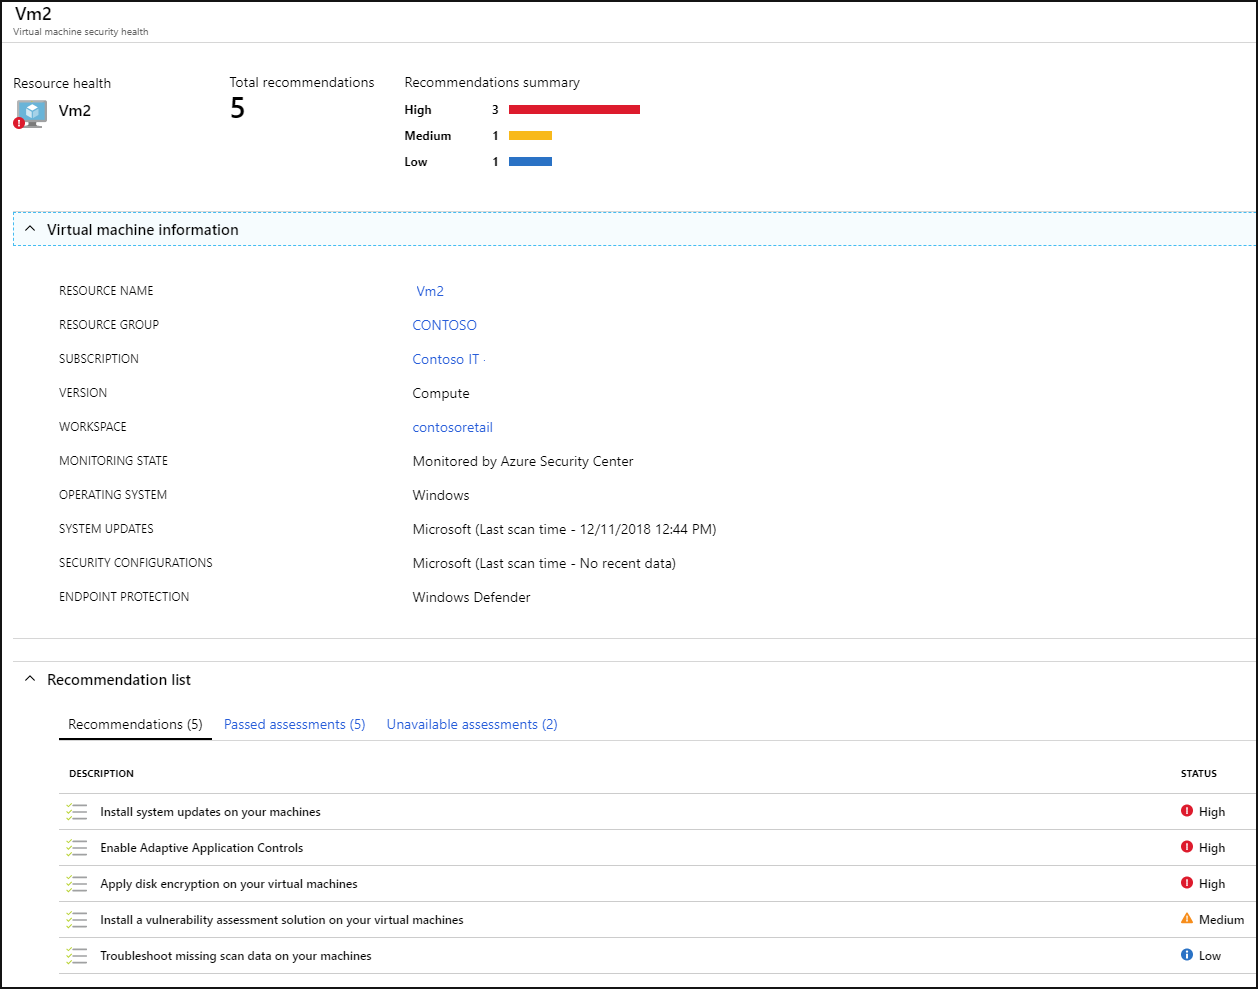 Vm2
Virtual machine security health
Resource health
Vm2
Total recommendations
5
Recommendations summary
High 3
Medium 1
Low 1
Virtual machine information
RESOURCE NAME Vm2
RESOURCE GROUP CONTOSO
SUBSCRIPTION Contoso IT -
VERSION Compute
WORKSPACE contosoretail
MONITORING STATE Monitored by Azure Security Center
OPERATING SYSTEM Windows
SYSTEM UPDATES Microsoft (Last scan time - 12/11/2018 12:44 PM)
SECURITY CONFIGURATIONS Microsoft (Last scan time - No recent data)
ENDPOINT PROTECTION Windows Defender
Recommendation list
Recommendations (5) Passed assessments (5) Unavailable assessments (2)
DESCRIPTION STATUS
Install system updates on your machines High
Enable Adaptive Application Controls High
Apply disk encryption on your virtual machines High
Install a vulnerability assessment solution on your virtual machines Medium
Troubleshoot missing scan data on your machines Low